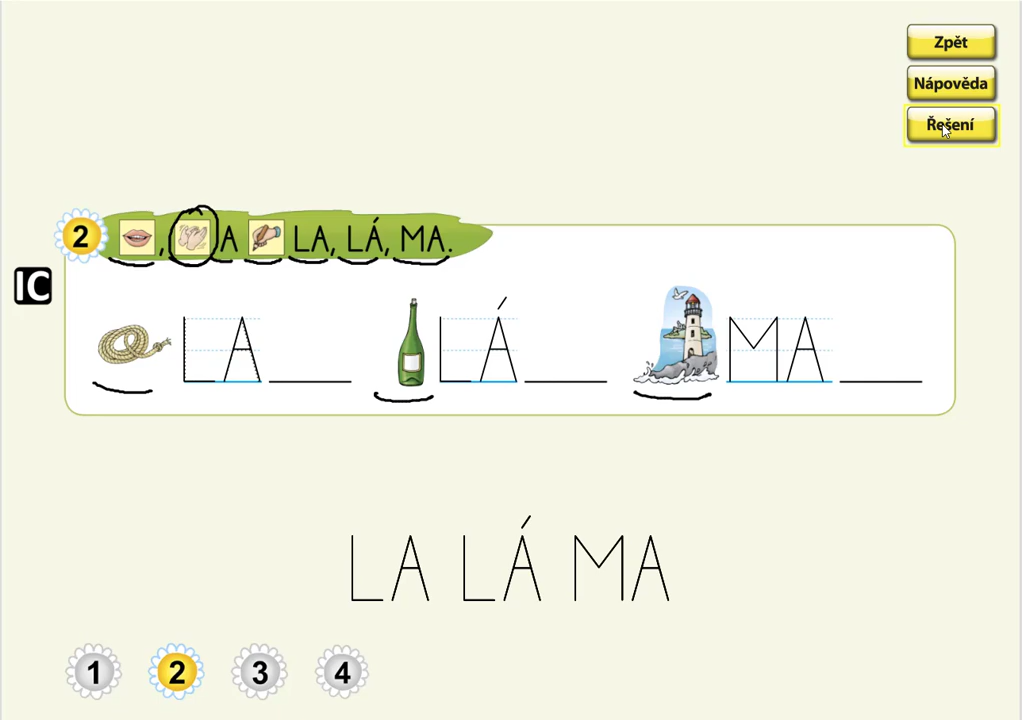 Zpět
Nápověda
Řešení
2 , A LA, LÁ, MA.
IC
LA LÁ MA
LA LÁ MA
1 2 3 4